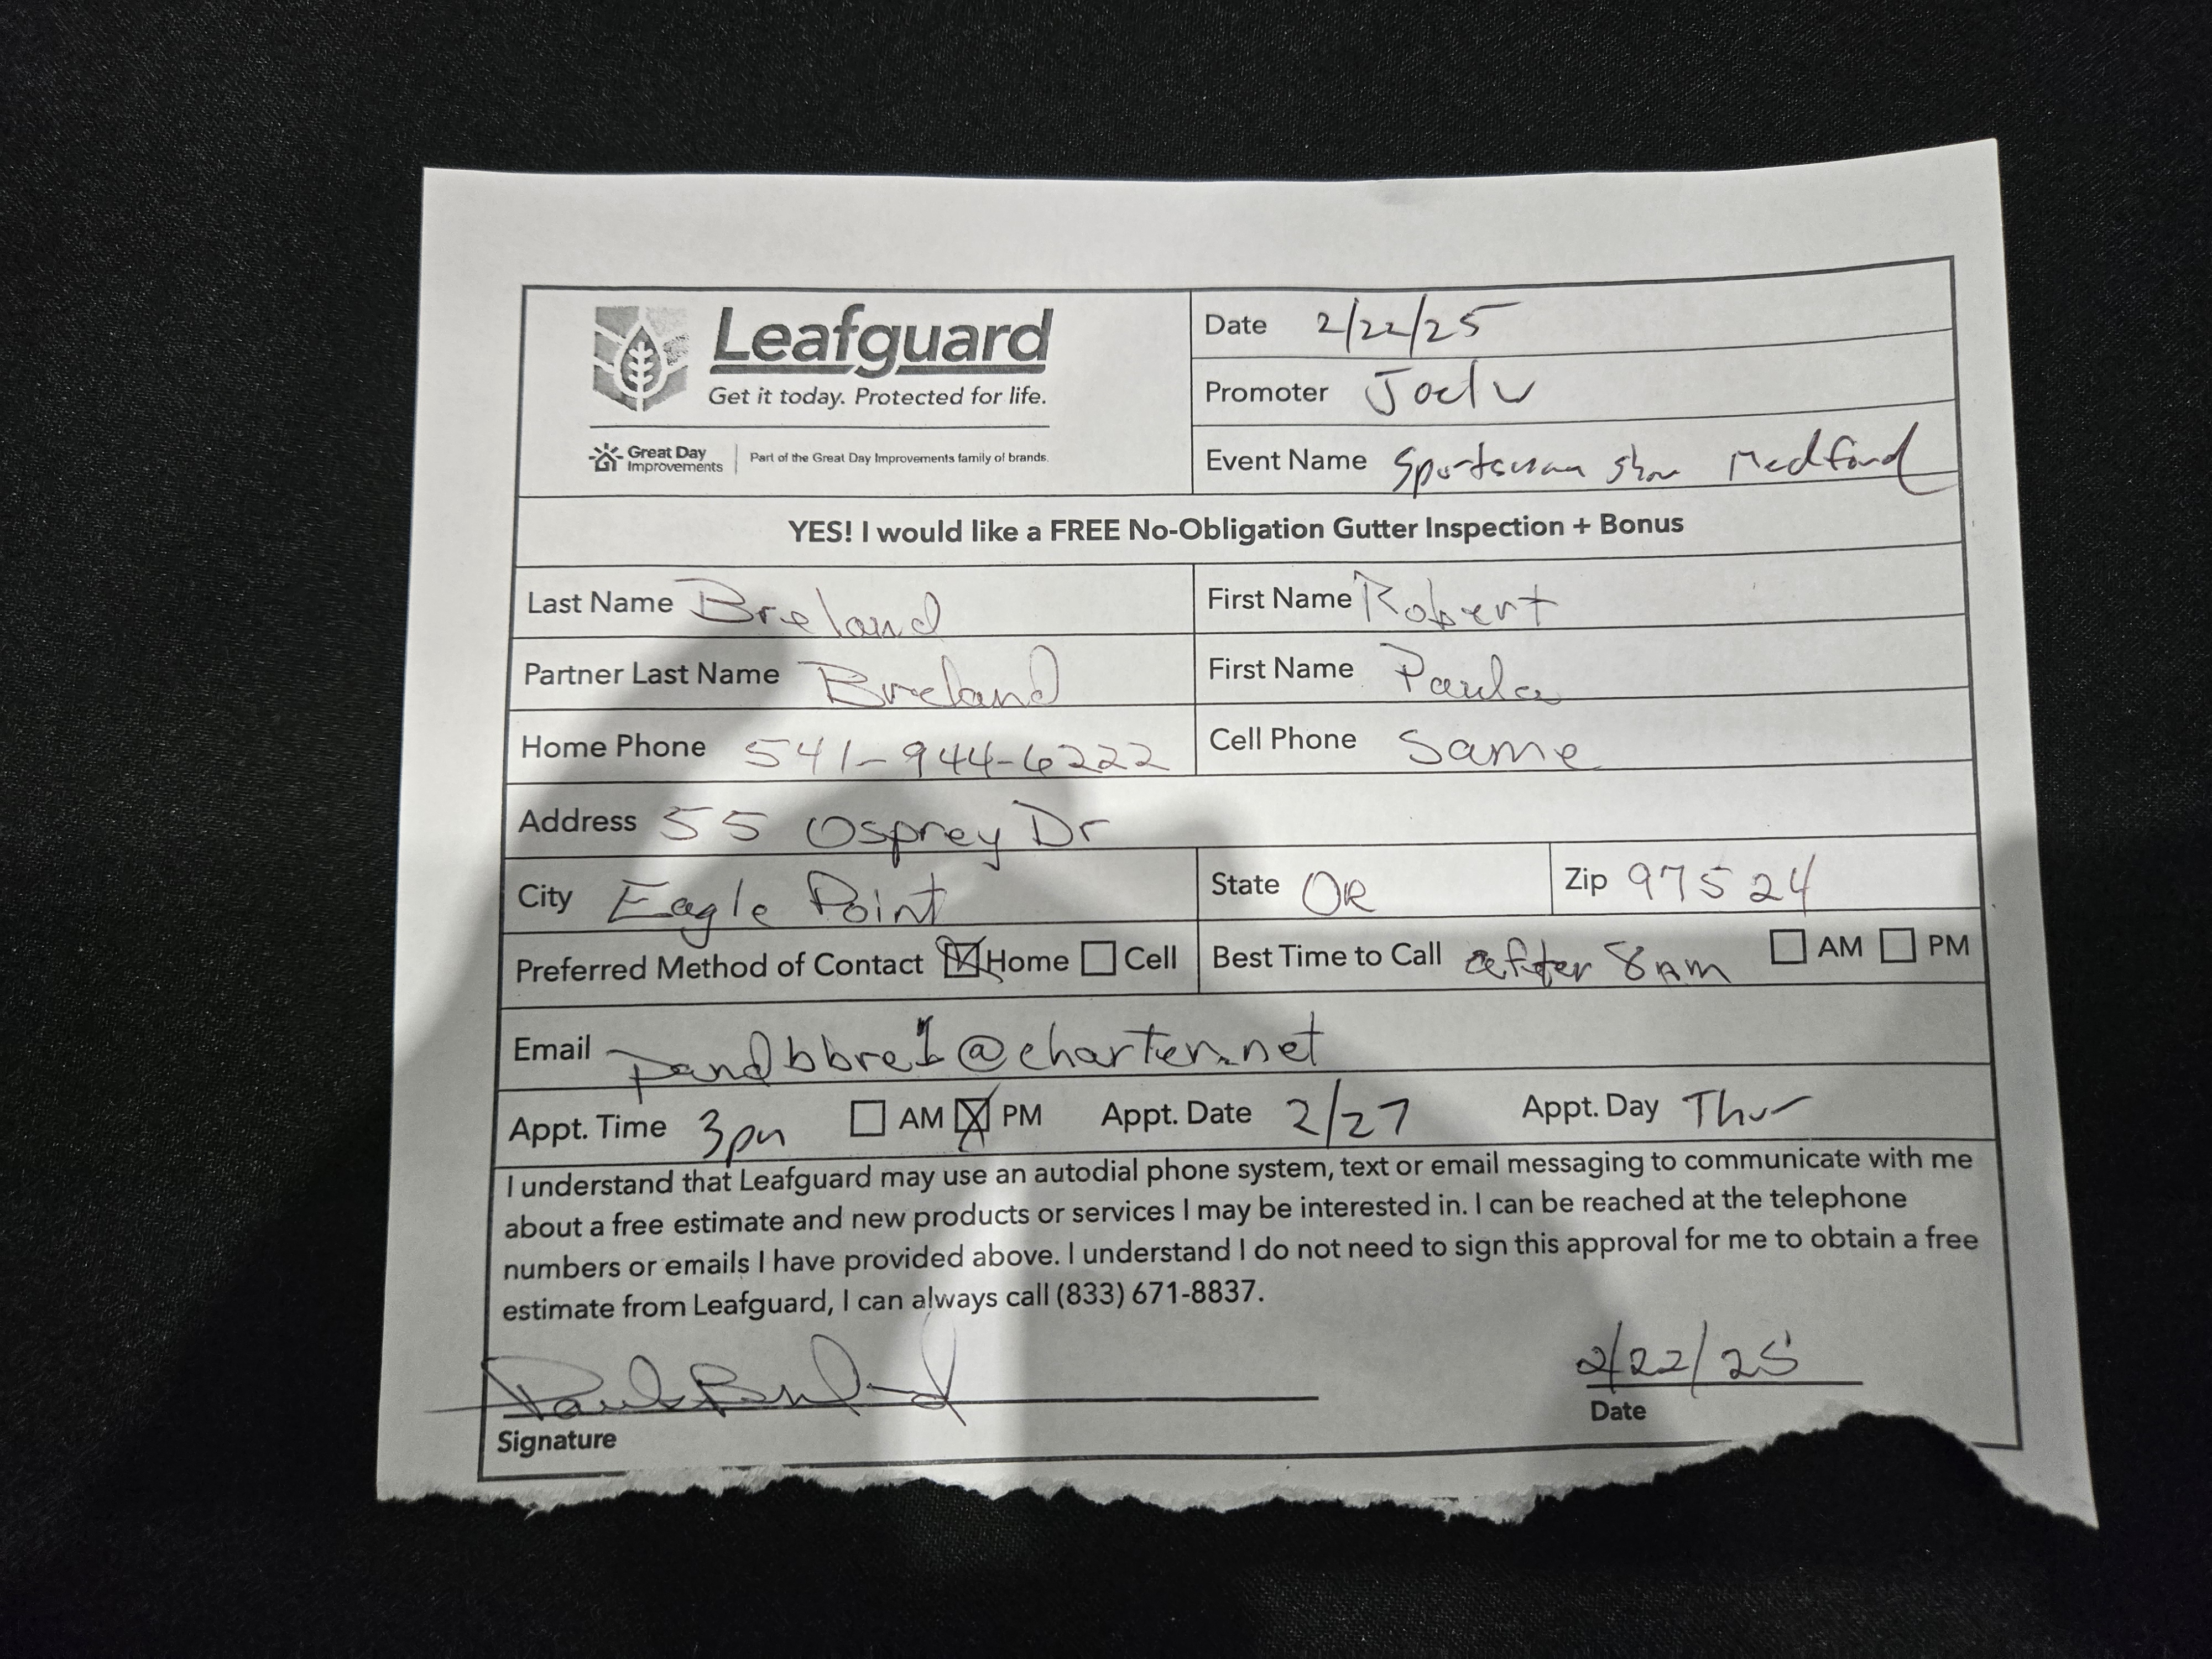 Leafguard
Get it today. Protected for life.
Great Day Improvements | Part of the Great Day Improvements family of brands.
Date 2/22/25
Promoter
Event Name Sportsman show Medford
YES! I would like a FREE No-Obligation Gutter Inspection + Bonus
Last Name Breland First Name Robert
Partner Last Name Breland First Name Paula
Home Phone 541-944-6222 Cell Phone Same
Address 55 Osprey Dr
City Eagle Point State OR Zip 97524
Preferred Method of Contact ☒ Home ☐ Cell Best Time to Call after 8 AM ☐ AM ☐ PM
Email @charter.net
Appt. Time 3pm ☐ AM ☒ PM Appt. Date 2/27 Appt. Day Thur
I understand that Leafguard may use an autodial phone system, text or email messaging to communicate with me
about a free estimate and new products or services I may be interested in. I can be reached at the telephone
numbers or emails I have provided above. I understand I do not need to sign this approval for me to obtain a free
estimate from Leafguard, I can always call (833) 671-8837.
2/22/25
Signature Date